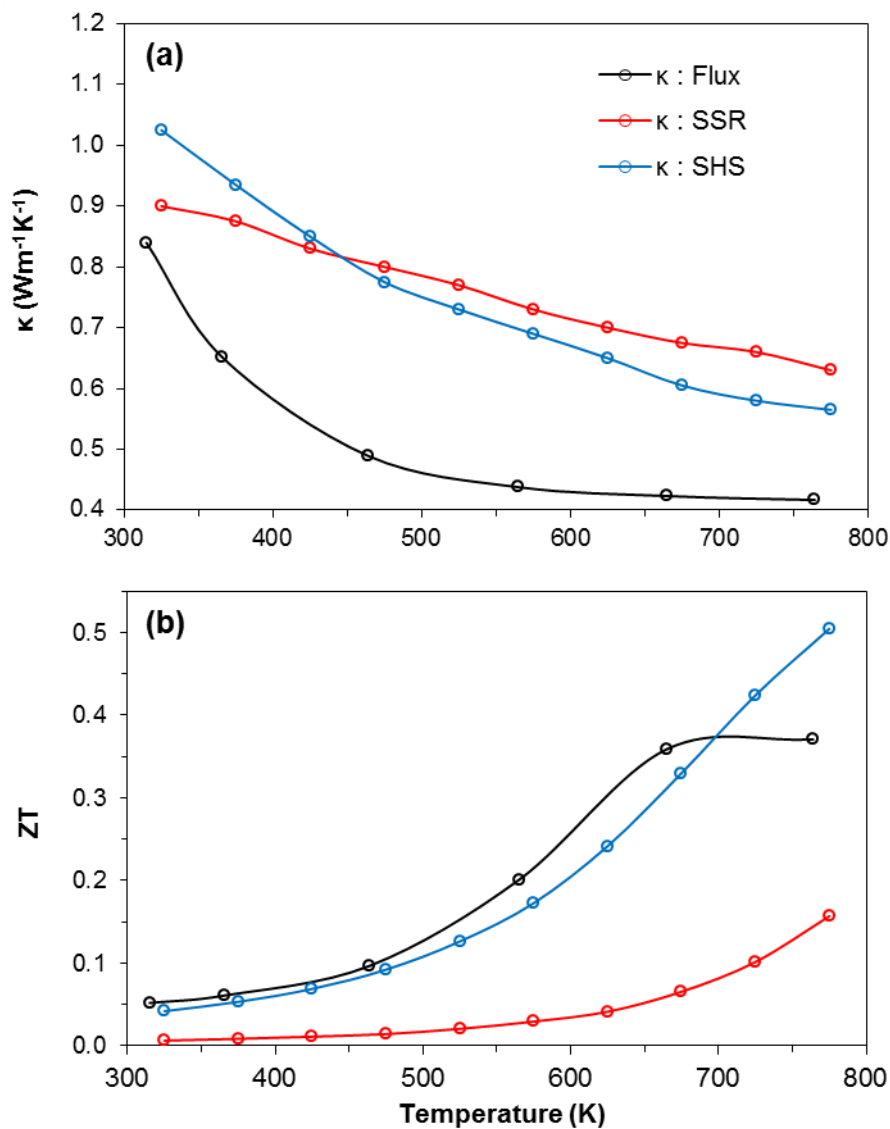 (a)
κ : Flux
κ : SSR
κ : SHS
κ (Wm⁻¹K⁻¹)
1.2
1.1
1.0
0.9
0.8
0.7
0.6
0.5
0.4
300 400 500 600 700 800
(b)
ZT
0.5
0.4
0.3
0.2
0.1
0.0
300 400 500 600 700 800
Temperature (K)